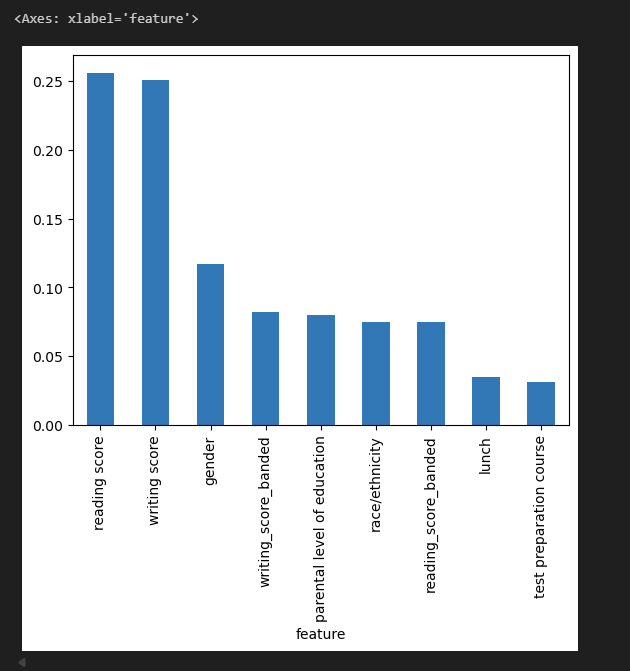 <Axes: xlabel='feature'>
0.25
0.20
0.15
0.10
0.05
0.00
reading score
writing score
gender
writing_score_banded
parental level of education
race/ethnicity
reading_score_banded
lunch
test preparation course
feature